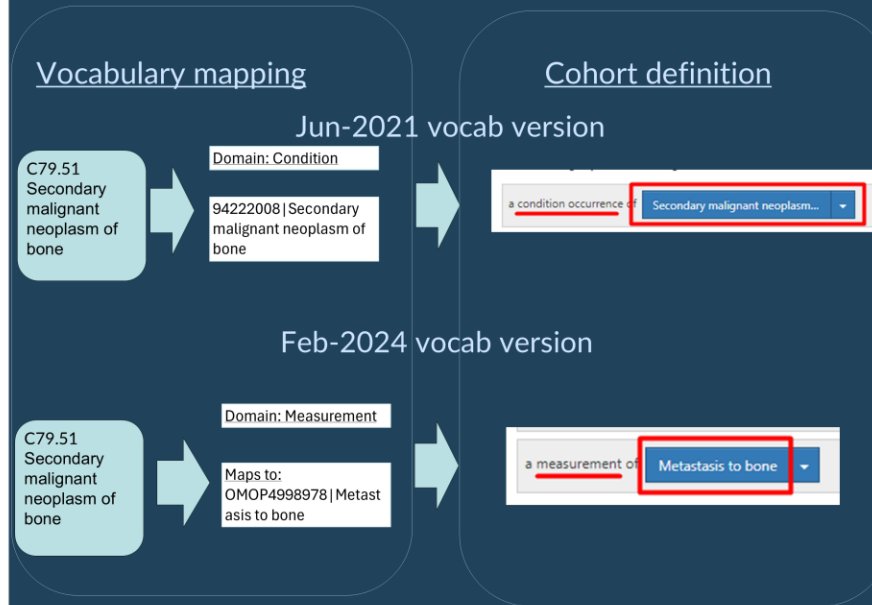 Vocabulary mapping
Cohort definition
Jun-2021 vocab version
C79.51
Secondary
malignant
neoplasm of
bone
Domain: Condition
94222008|Secondary
malignant neoplasm of
bone
a condition occurrence of
Secondary malignant neoplasm...
Feb-2024 vocab version
C79.51
Secondary
malignant
neoplasm of
bone
Domain: Measurement
Maps to:
OMOP4998978|Metast
asis to bone
a measurement of
Metastasis to bone